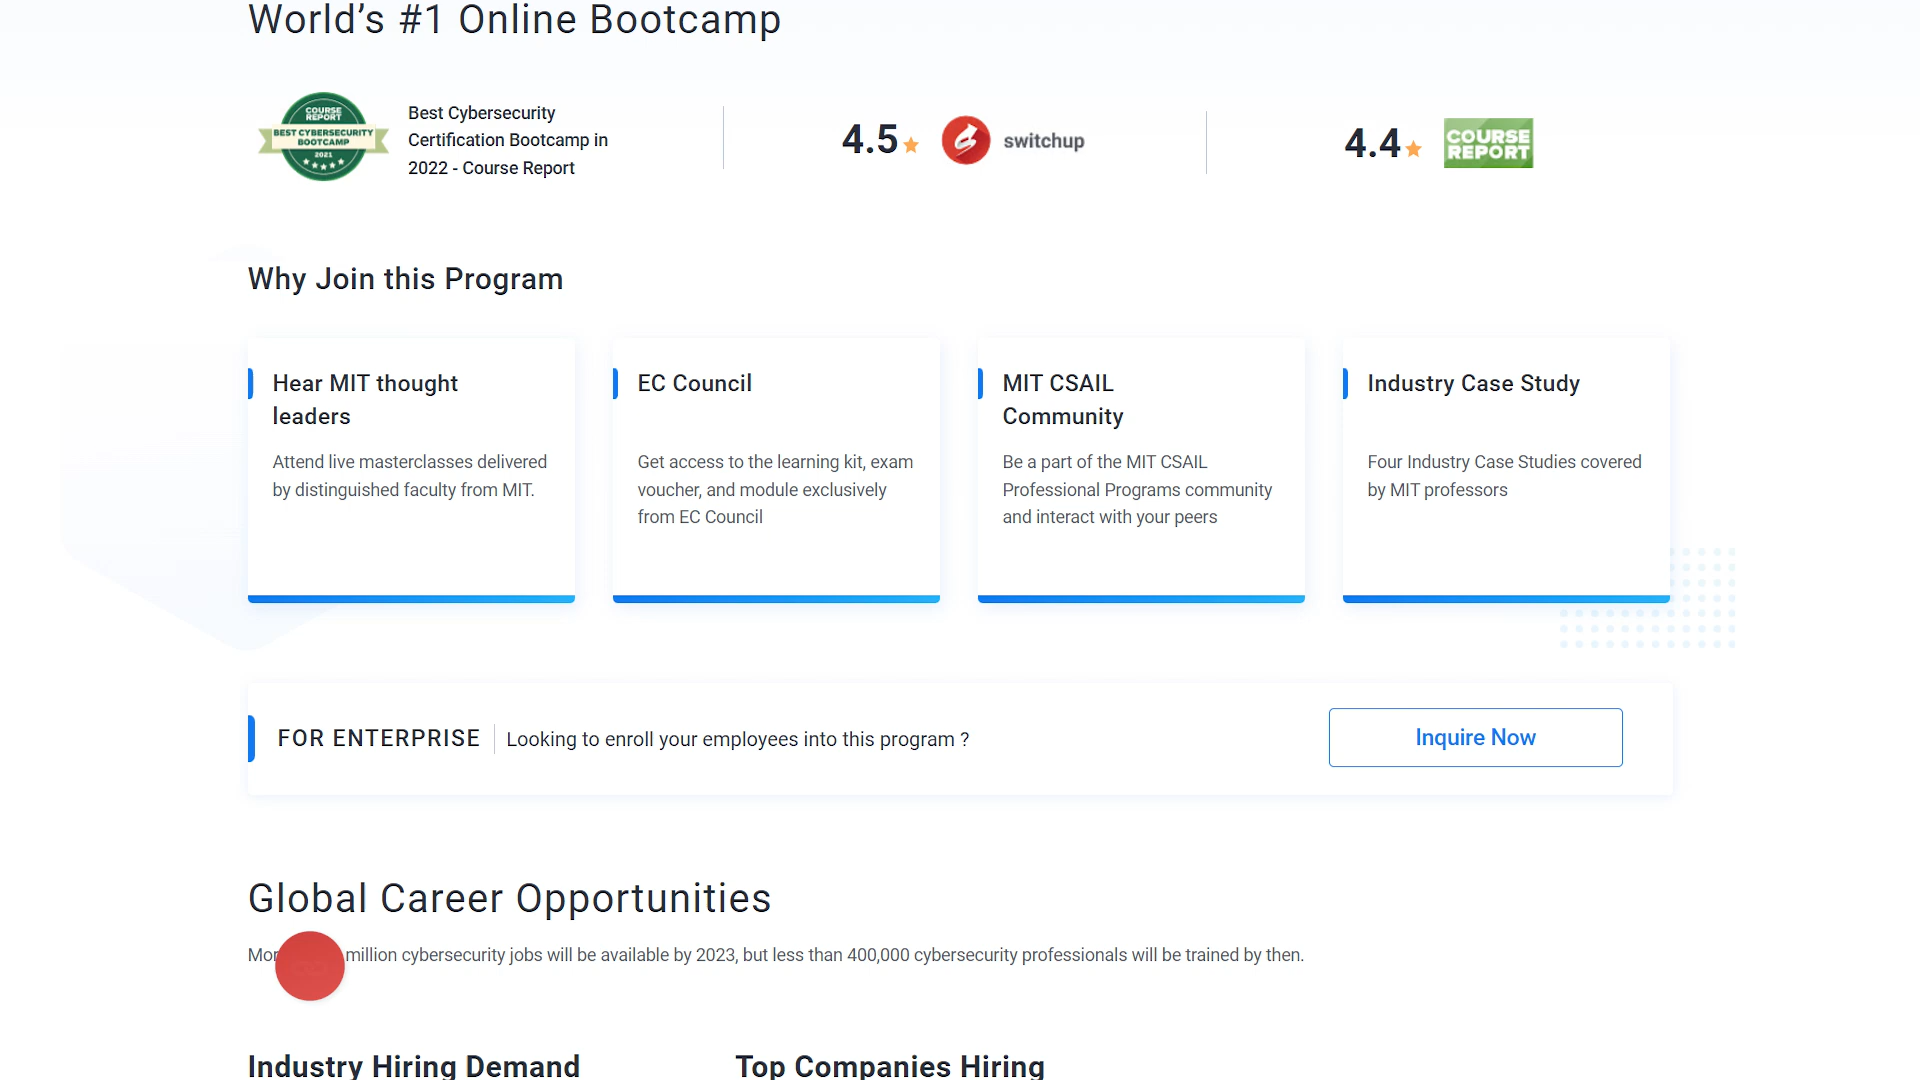 World’s #1 Online Bootcamp
COURSE
REPORT
BEST CYBERSECURITY
BOOTCAMP
2021
Best Cybersecurity
Certification Bootcamp in
2022 - Course Report
4.5
switchup
4.4
COURSE
REPORT
Why Join this Program
Hear MIT thought
leaders
Attend live masterclasses delivered
by distinguished faculty from MIT.
EC Council
Get access to the learning kit, exam
voucher, and module exclusively
from EC Council
MIT CSAIL
Community
Be a part of the MIT CSAIL
Professional Programs community
and interact with your peers
Industry Case Study
Four Industry Case Studies covered
by MIT professors
FOR ENTERPRISE
Looking to enroll your employees into this program ?
Inquire Now
Global Career Opportunities
million cybersecurity jobs will be available by 2023, but less than 400,000 cybersecurity professionals will be trained by then.
Industry Hiring Demand
Top Companies Hiring